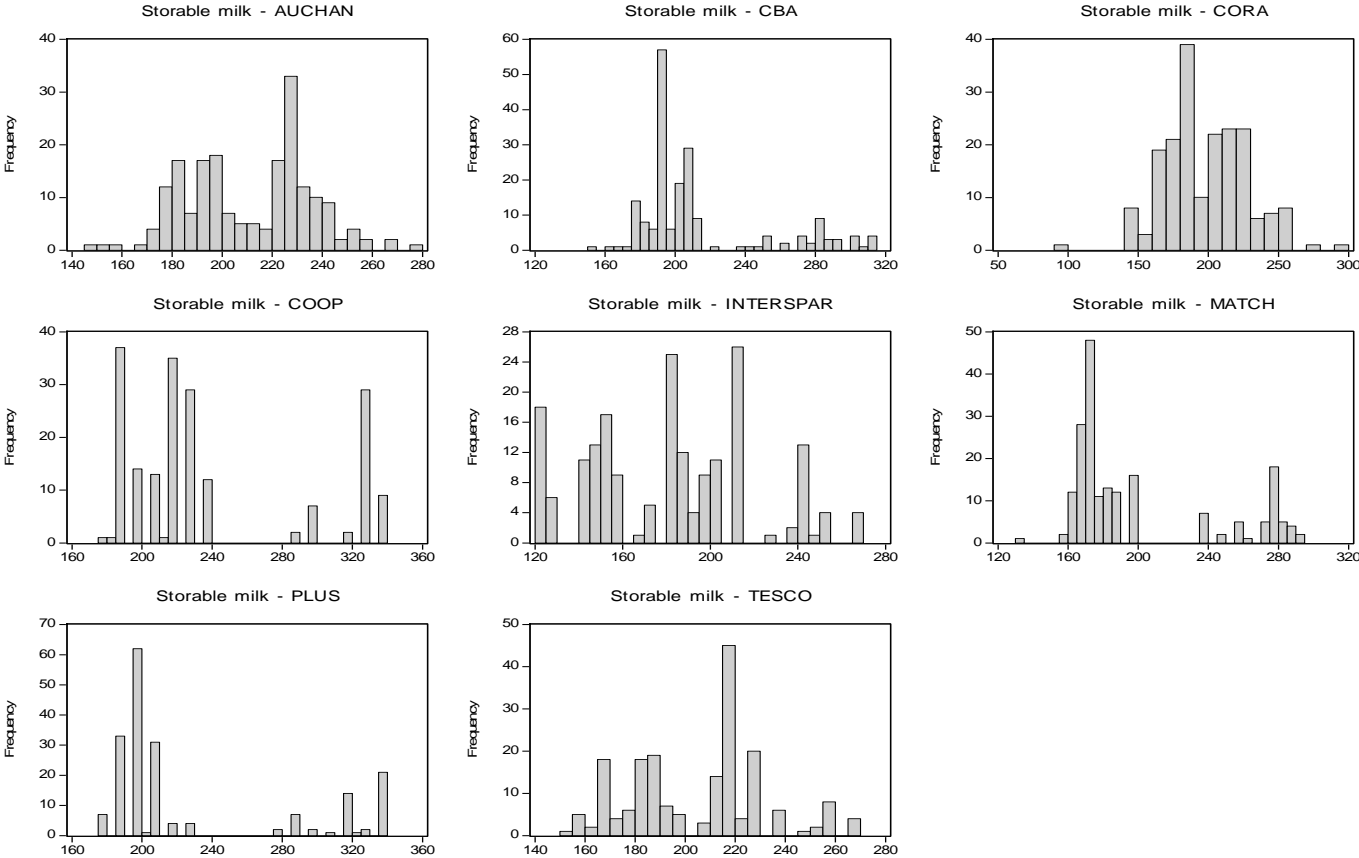 Storable milk - AUCHAN
Frequency
40
30
20
10
0
140 160 180 200 220 240 260 280
Storable milk - CBA
Frequency
60
50
40
30
20
10
0
120 160 200 240 280 320
Storable milk - CORA
Frequency
40
30
20
10
0
50 100 150 200 250 300
Storable milk - COOP
Frequency
40
30
20
10
0
160 200 240 280 320 360
Storable milk - INTERSPAR
Frequency
28
24
20
16
12
8
4
0
120 160 200 240 280
Storable milk - MATCH
Frequency
50
40
30
20
10
0
120 160 200 240 280 320
Storable milk - PLUS
Frequency
70
60
50
40
30
20
10
0
160 200 240 280 320 360
Storable milk - TESCO
Frequency
50
40
30
20
10
0
140 160 180 200 220 240 260 280